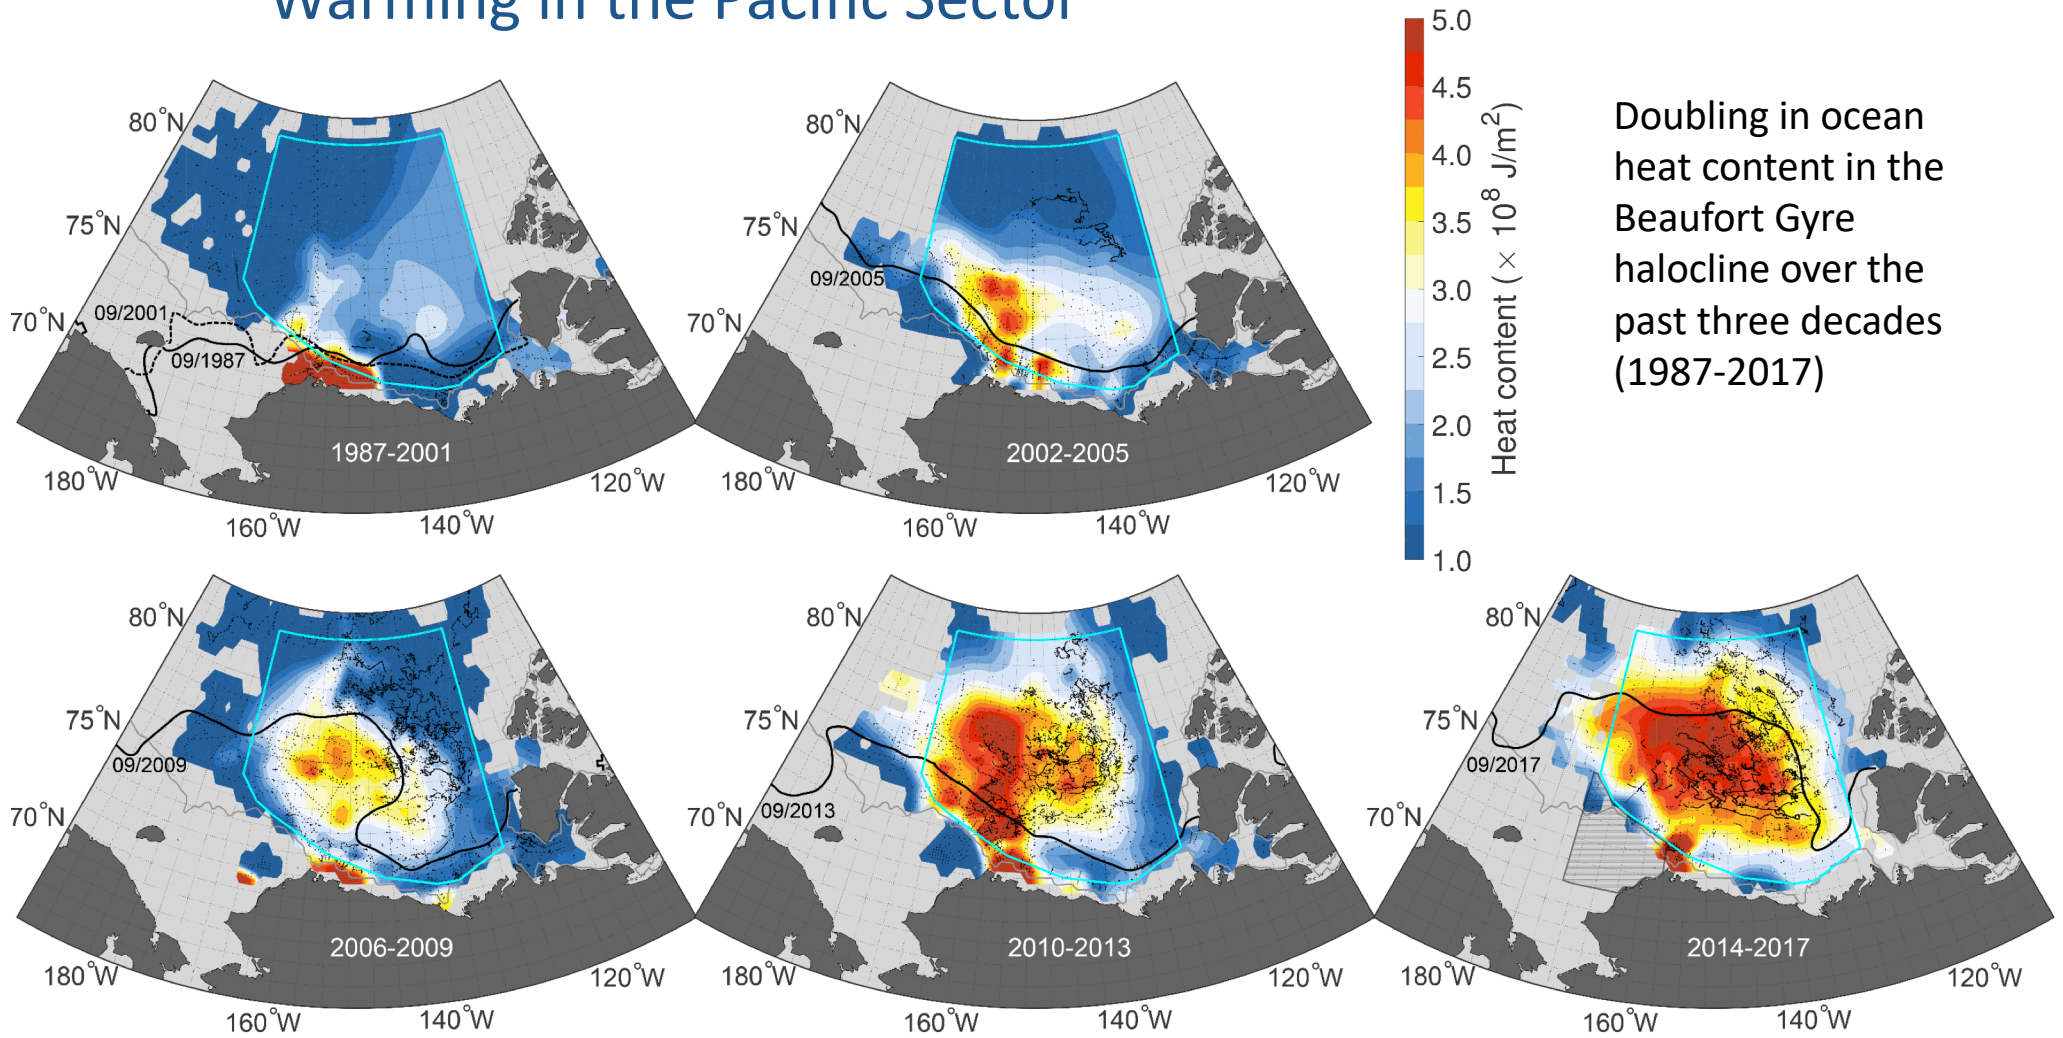 Warming in the Pacific Sector
80°N
75°N
70°N
09/2001
09/1987
1987-2001
180°W
160°W
140°W
120°W
80°N
75°N
70°N
09/2005
2002-2005
180°W
160°W
140°W
120°W
5.0
4.5
4.0
3.5
3.0
2.5
2.0
1.5
1.0
Heat content (× 10⁸ J/m²)
Doubling in ocean
heat content in the
Beaufort Gyre
halocline over the
past three decades
(1987-2017)
80°N
75°N
70°N
09/2009
2006-2009
180°W
160°W
140°W
120°W
80°N
75°N
70°N
09/2013
2010-2013
180°W
160°W
140°W
120°W
80°N
75°N
70°N
09/2017
2014-2017
180°W
160°W
140°W
120°W